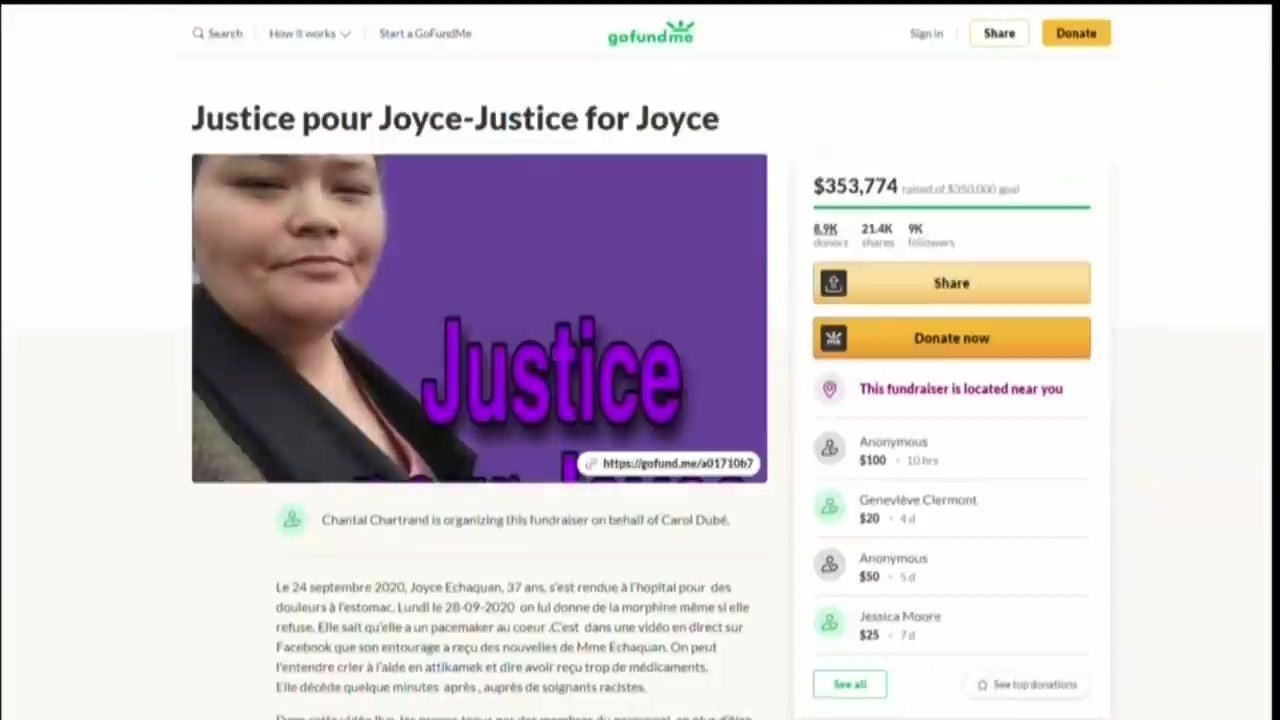 Search
How it works
Start a GoFundMe
gofundme
Sign in
Share
Donate
Justice pour Joyce-Justice for Joyce
Justice
https://gofund.me/a01710b7
$353,774 raised of $350,000 goal
8.9K 21.4K 9K
donors shares followers
Share
Donate now
This fundraiser is located near you
Anonymous
$100 • 10 hrs
Geneviève Clermont
$20 • 4 d
Anonymous
$50 • 5 d
Jessica Moore
$25 • 7 d
See all
See top donations
Chantal Chartrand is organizing this fundraiser on behalf of Carol Dubé.
Le 24 septembre 2020, Joyce Echaquan, 37 ans, s'est rendue à l'hopital pour des
douleurs à l'estomac. Lundi le 28-09-2020 on lui donne de la morphine même si elle
refuse. Elle sait qu'elle a un pacemaker au coeur .C'est dans une vidéo en direct sur
Facebook que son entourage a reçu des nouvelles de Mme Echaquan. On peut
l'entendre crier à l'aide en attikamek et dire avoir reçu trop de médicaments.
Elle décède quelque minutes après , auprès de soignants racistes.